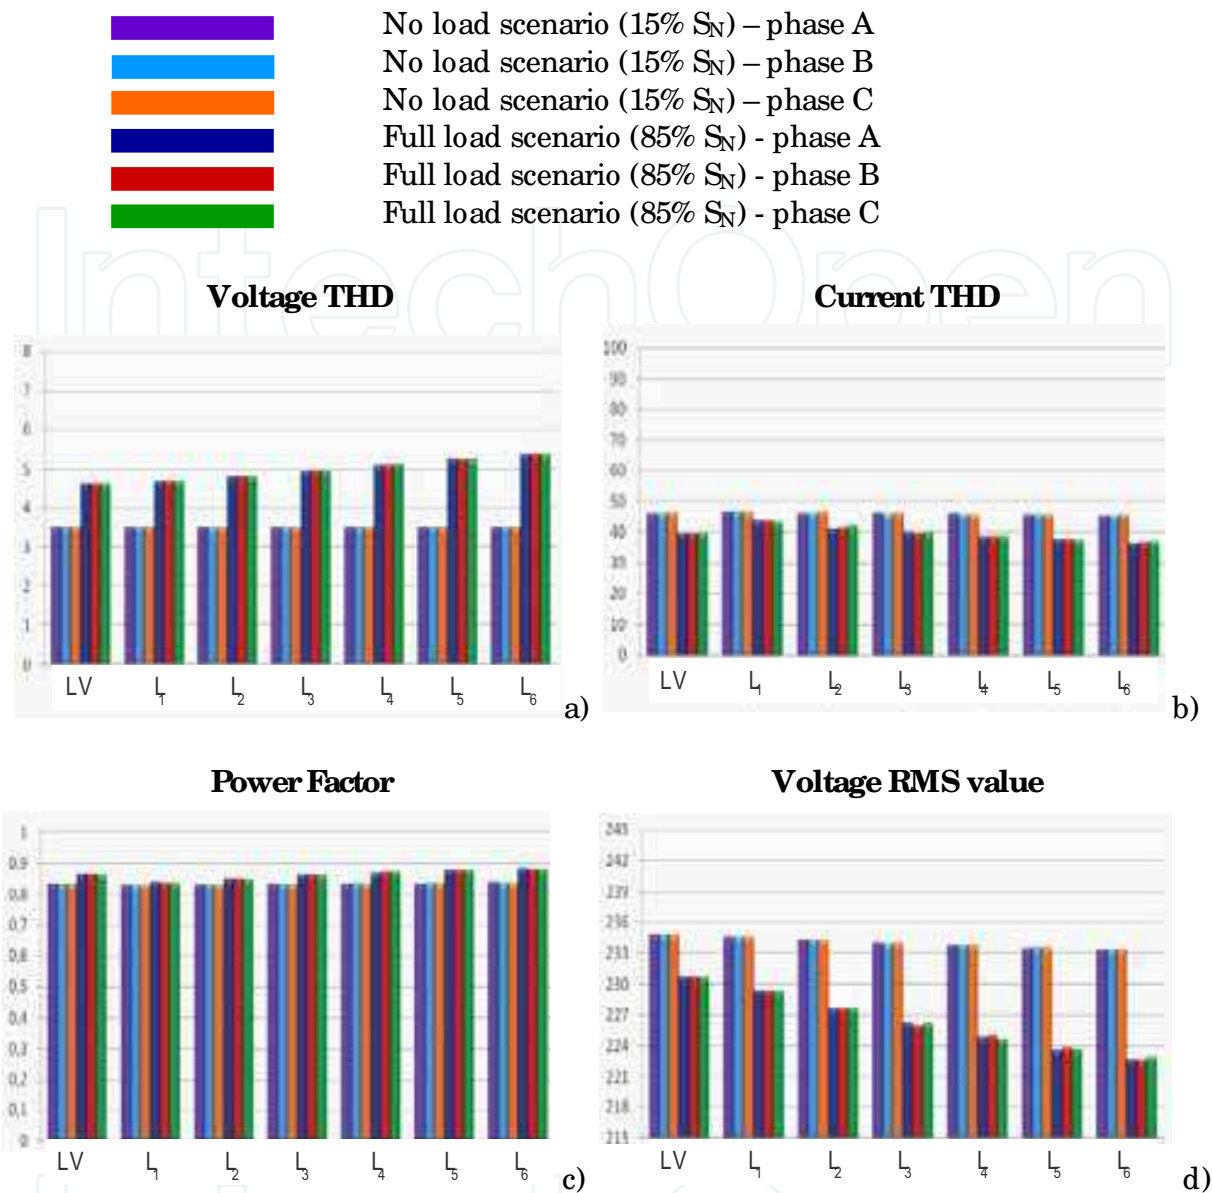 No load scenario (15% SN) – phase A
No load scenario (15% SN) – phase B
No load scenario (15% SN) – phase C
Full load scenario (85% SN) - phase A
Full load scenario (85% SN) - phase B
Full load scenario (85% SN) - phase C
IntechOpen
Voltage THD
Current THD
8
7
6
5
4
3
2
1
0
LV L1 L2 L3 L4 L5 L6
a)
100
90
80
70
60
50
40
30
20
10
0
LV L1 L2 L3 L4 L5 L6
b)
Power Factor
Voltage RMS value
1
0,9
0,8
0,7
0,6
0,5
0,4
0,3
0,2
0,1
0
LV L1 L2 L3 L4 L5 L6
c)
245
242
239
236
233
230
227
224
221
218
215
LV L1 L2 L3 L4 L5 L6
d)